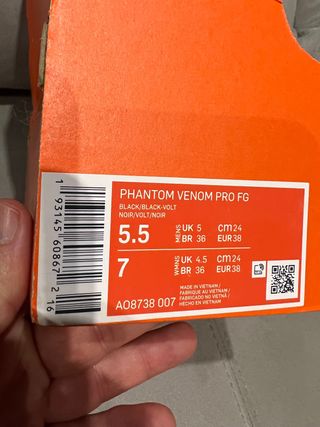 PHANTOM VENOM PRO FG
BLACK/BLACK-VOLT
NOIR/VOLT/NOIR
5.5 MENS UK 5 CM 24
BR 36 EUR 38
7 WMNS UK 4.5 CM 24
BR 36 EUR 38
AO8738 007
MADE IN VIETNAM/
FABRIQUE AU VIETNAM/
FABRICADO NO VIETNÃ/
HECHO EN VIETNAM
1 93145 60867 2 16